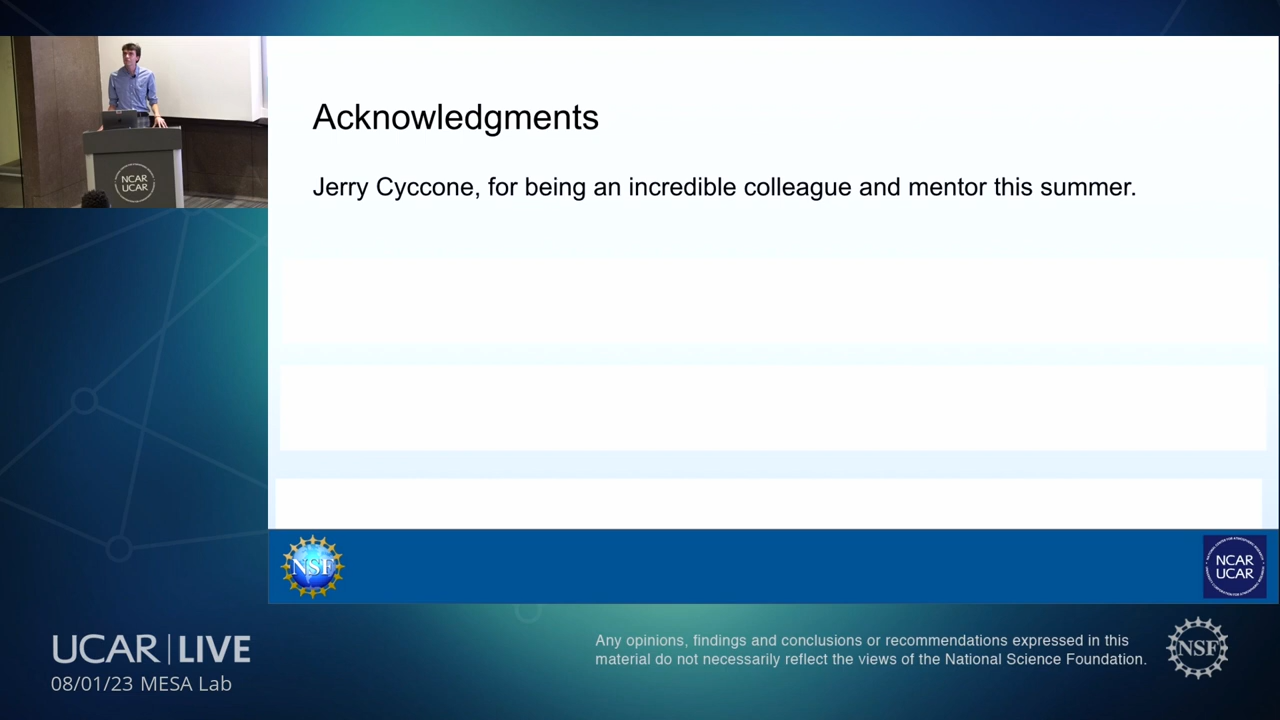 NCAR
UCAR
Acknowledgments
Jerry Cyccone, for being an incredible colleague and mentor this summer.
NSF
NCAR
UCAR
UCAR | LIVE
08/01/23 MESA Lab
Any opinions, findings and conclusions or recommendations expressed in this
material do not necessarily reflect the views of the National Science Foundation.
NSF